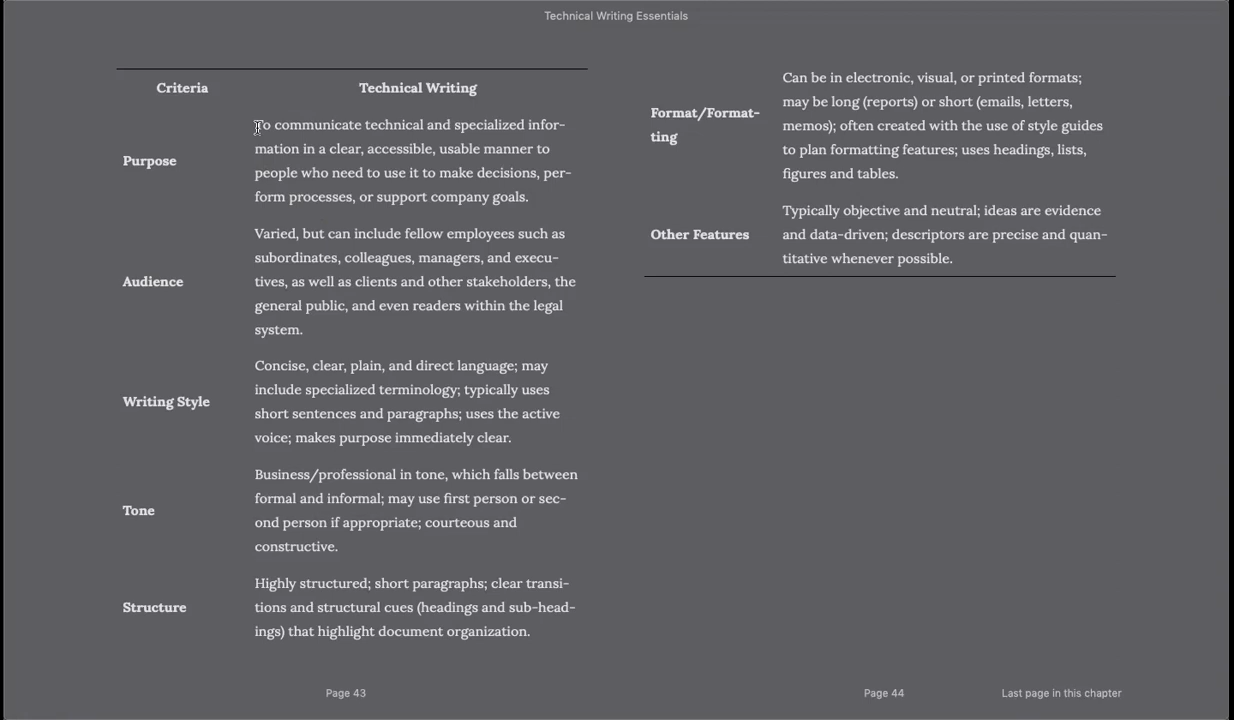 Technical Writing Essentials
Criteria Technical Writing
Purpose
To communicate technical and specialized infor-
mation in a clear, accessible, usable manner to
people who need to use it to make decisions, per-
form processes, or support company goals.
Audience
Varied, but can include fellow employees such as
subordinates, colleagues, managers, and execu-
tives, as well as clients and other stakeholders, the
general public, and even readers within the legal
system.
Writing Style
Concise, clear, plain, and direct language; may
include specialized terminology; typically uses
short sentences and paragraphs; uses the active
voice; makes purpose immediately clear.
Tone
Business/professional in tone, which falls between
formal and informal; may use first person or sec-
ond person if appropriate; courteous and
constructive.
Structure
Highly structured; short paragraphs; clear transi-
tions and structural cues (headings and sub-head-
ings) that highlight document organization.
Page 43
Format/Format-
ting
Can be in electronic, visual, or printed formats;
may be long (reports) or short (emails, letters,
memos); often created with the use of style guides
to plan formatting features; uses headings, lists,
figures and tables.
Other Features
Typically objective and neutral; ideas are evidence
and data-driven; descriptors are precise and quan-
titative whenever possible.
Page 44
Last page in this chapter